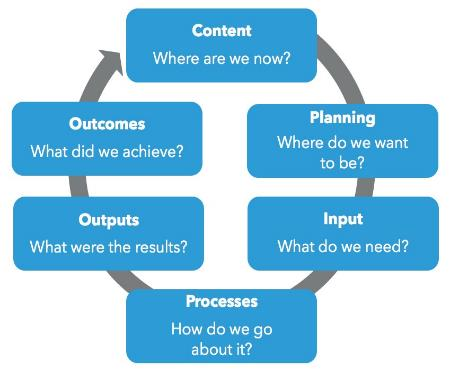 Content
Where are we now?
Planning
Where do we want
to be?
Input
What do we need?
Processes
How do we go
about it?
Outputs
What were the results?
Outcomes
What did we achieve?